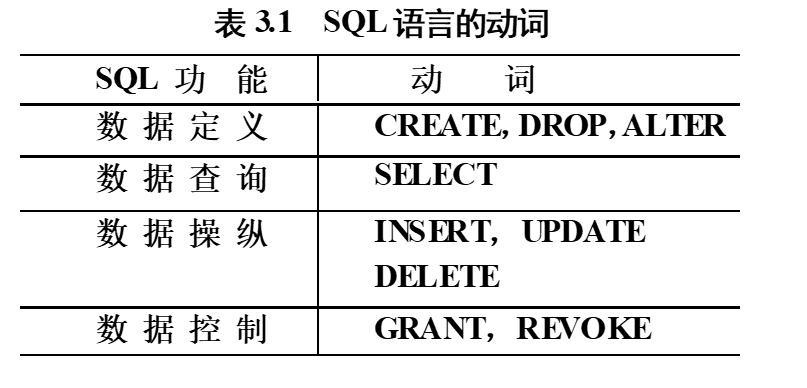 表 3.1 SQL 语言的动词
SQL 功 能 动 词
数 据 定 义 CREATE, DROP, ALTER
数 据 查 询 SELECT
数 据 操 纵 INSERT, UPDATE
DELETE
数 据 控 制 GRANT, REVOKE